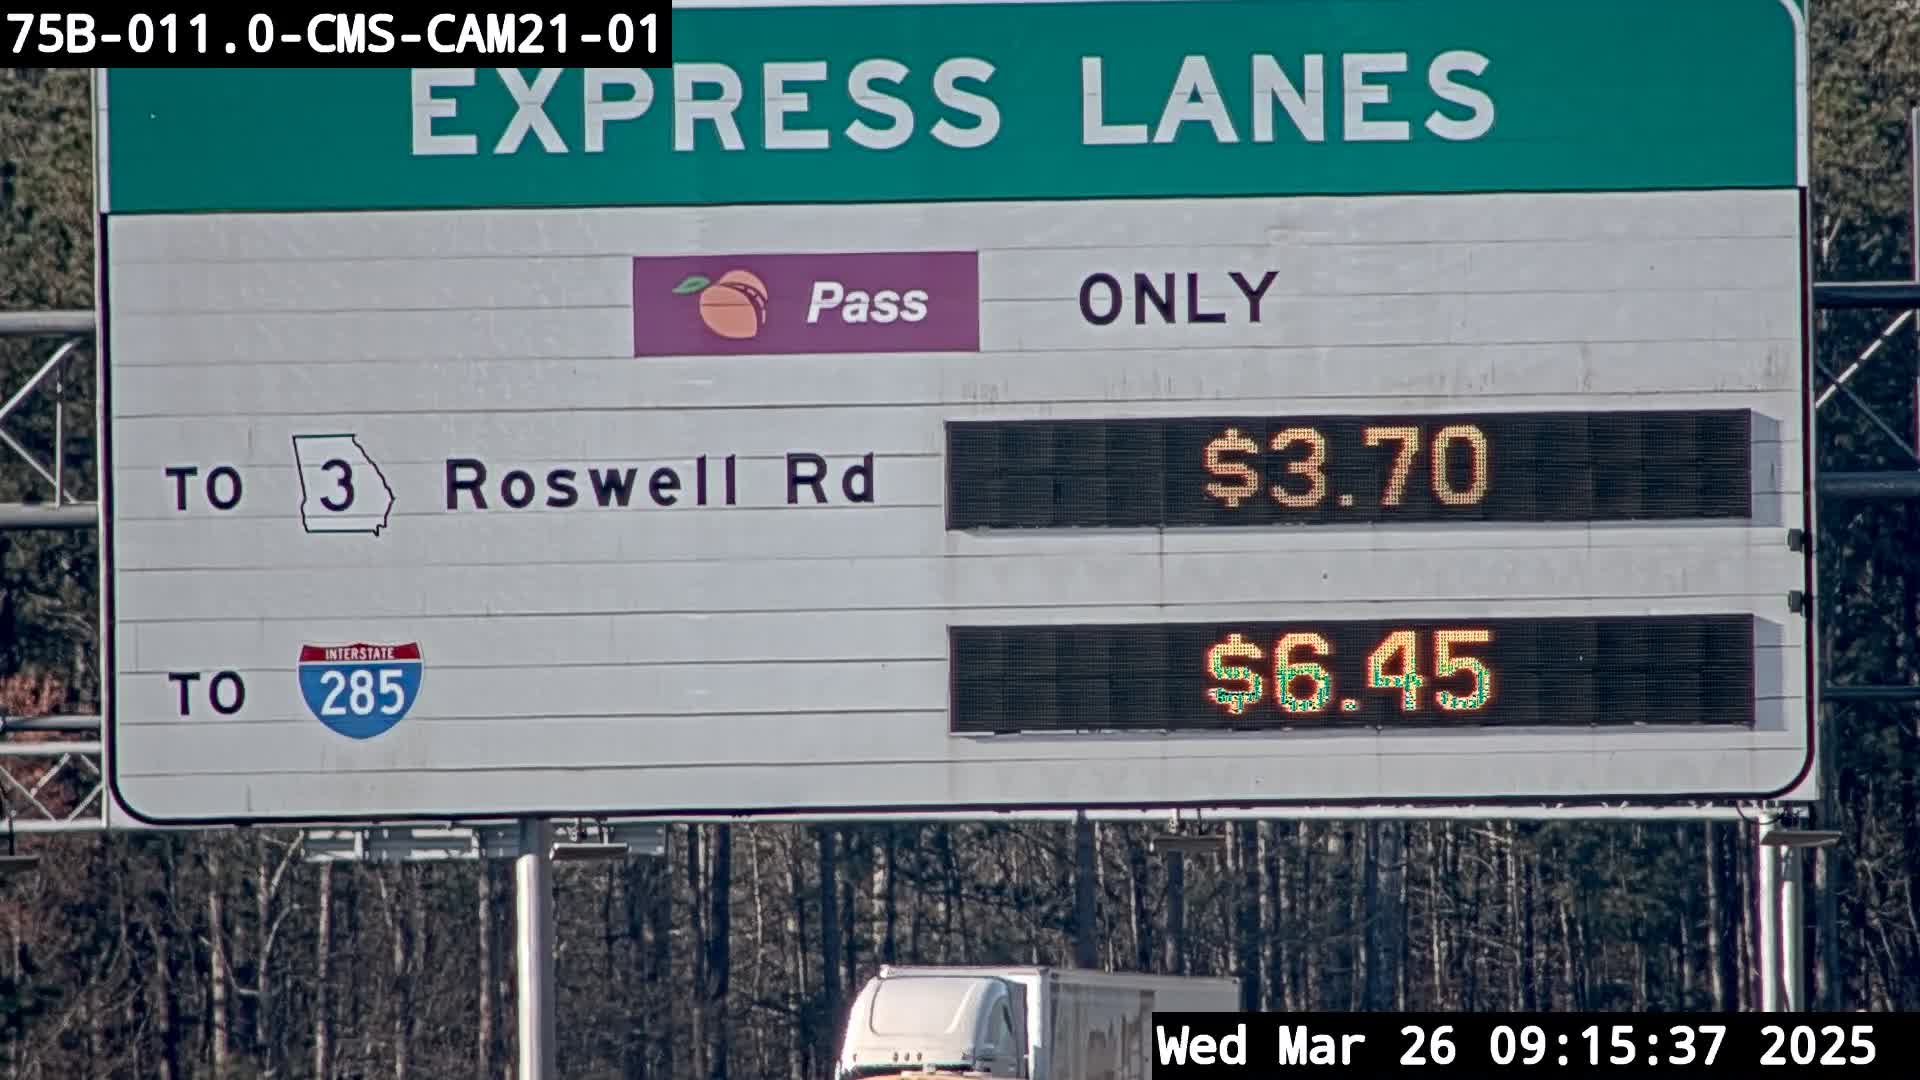 75B-011.0-CMS-CAM21-01
EXPRESS LANES
Pass ONLY
TO 3 Roswell Rd $3.70
INTERSTATE
TO 285 $6.45
Wed Mar 26 09:15:37 2025